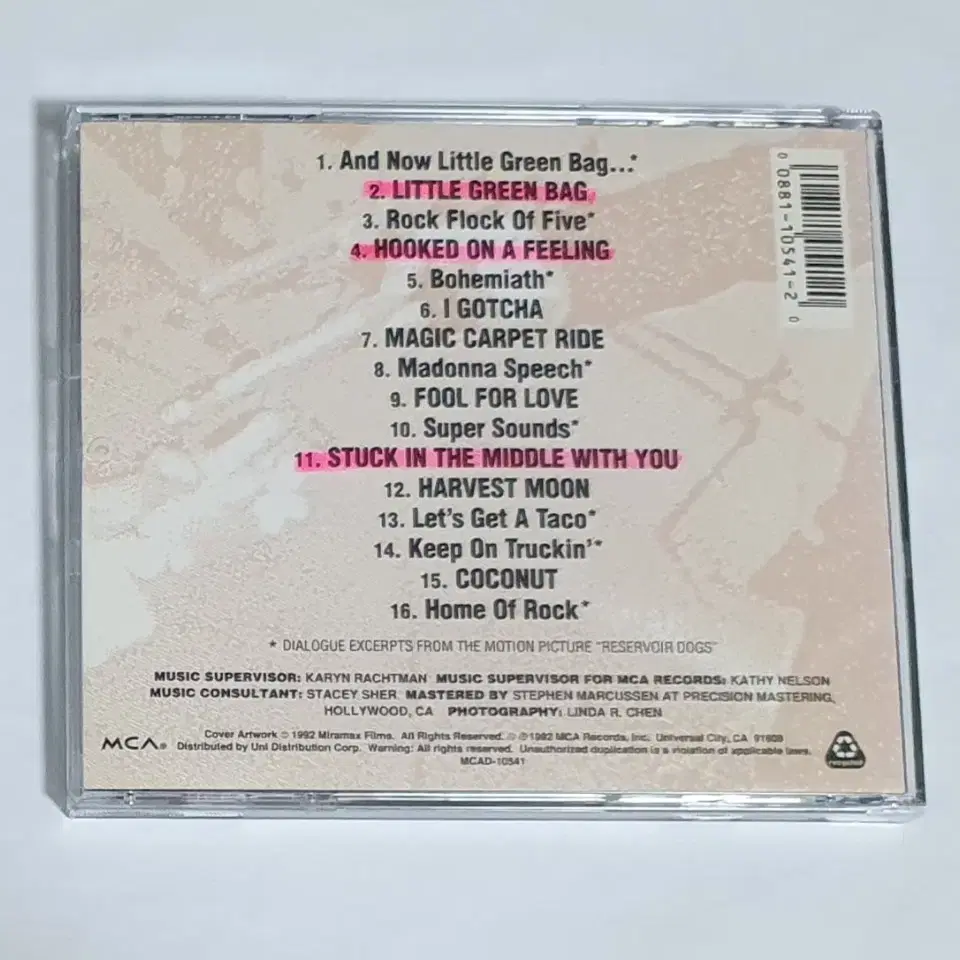 1. And Now Little Green Bag...*
2. LITTLE GREEN BAG
3. Rock Flock Of Five*
4. HOOKED ON A FEELING
5. Bohemiath*
6. I GOTCHA
7. MAGIC CARPET RIDE
8. Madonna Speech*
9. FOOL FOR LOVE
10. Super Sounds*
11. STUCK IN THE MIDDLE WITH YOU
12. HARVEST MOON
13. Let's Get A Taco*
14. Keep On Truckin'*
15. COCONUT
16. Home Of Rock*
* DIALOGUE EXCERPTS FROM THE MOTION PICTURE "RESERVOIR DOGS"
MUSIC SUPERVISOR: KARYN RACHTMAN MUSIC SUPERVISOR FOR MCA RECORDS: KATHY NELSON
MUSIC CONSULTANT: STACEY SHER MASTERED BY STEPHEN MARCUSSEN AT PRECISION MASTERING,
HOLLYWOOD, CA PHOTOGRAPHY: LINDA R. CHEN
Cover Artwork © 1992 Miramax Films. All Rights Reserved. ℗ © 1992 MCA Records, Inc. Universal City, CA 91608
MCA® Distributed by Uni Distribution Corp. Warning: All rights reserved. Unauthorized duplication is a violation of applicable laws.
MCAD-10541
recycled
0 0881-10541-2 0